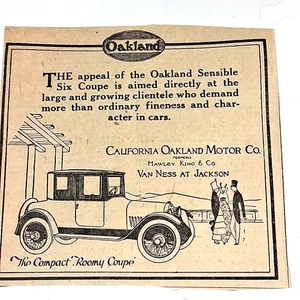 Oakland
THE appeal of the Oakland Sensible
Six Coupe is aimed directly at the
large and growing clientele who demand
more than ordinary fineness and char-
acter in cars.
CALIFORNIA OAKLAND MOTOR CO.
FORMERLY
HAWLEY, KING & CO
VAN NESS AT JACKSON
"The Compact, Roomy Coupe"